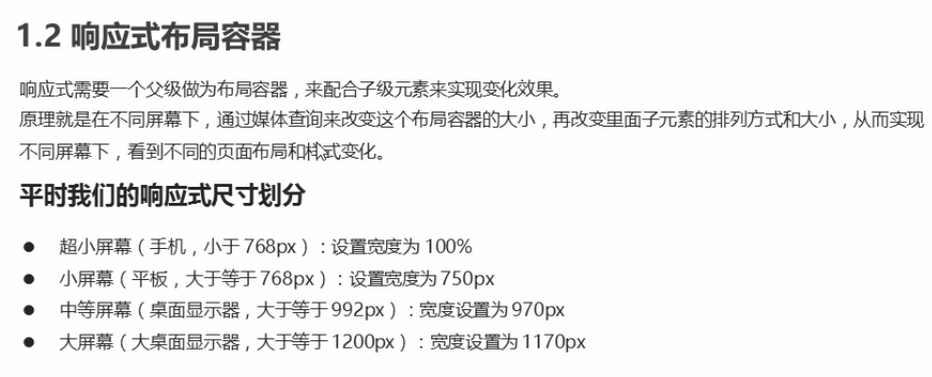 1.2 响应式布局容器
响应式需要一个父级做为布局容器，来配合子级元素来实现变化效果。
原理就是在不同屏幕下，通过媒体查询来改变这个布局容器的大小，再改变里面子元素的排列方式和大小，从而实现
不同屏幕下，看到不同的页面布局和样式变化。
平时我们的响应式尺寸划分
● 超小屏幕（手机，小于 768px）：设置宽度为 100%
● 小屏幕（平板，大于等于 768px）：设置宽度为 750px
● 中等屏幕（桌面显示器，大于等于 992px）：宽度设置为 970px
● 大屏幕（大桌面显示器，大于等于 1200px）：宽度设置为 1170px